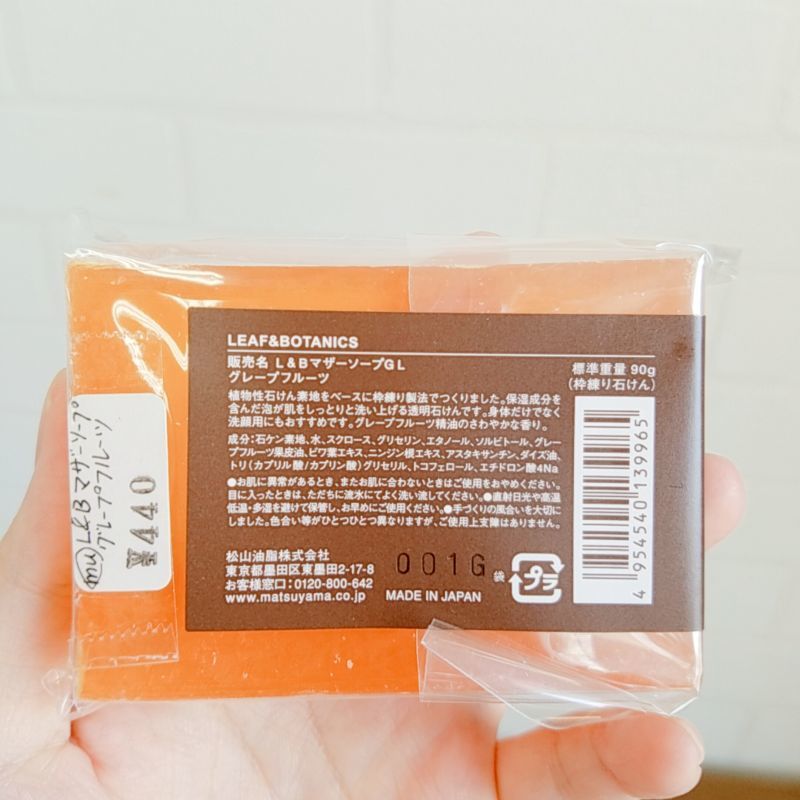 LEAF&BOTANICS
販売名 L&BマザーソープGL
グレープフルーツ
標準重量 90g
(枠練り石けん)
植物性石けん素地をベースに枠練り製法でつくりました。保湿成分を
含んだ泡が肌をしっとりと洗い上げる透明石けんです。身体だけでなく
洗顔用にもおすすめです。グレープフルーツ精油のさわやかな香り。
成分:石ケン素地、水、スクロース、グリセリン、エタノール、ソルビトール、グレー
プフルーツ果皮油、ビワ葉エキス、ニンジン根エキス、アスタキサンチン、ダイズ油、
トリ(カプリル酸/カプリン酸)グリセリル、トコフェロール、エチドロン酸4Na
●お肌に異常があるとき、またお肌に合わないときはご使用をおやめください。
目に入ったときは、ただちに流水にてよく洗い流してください。●直射日光や高温
低温・多湿を避けて保管し、お早めにご使用ください。●手づくりの風合いを大切に
しました。色合い等がひとつひとつ異なりますが、ご使用上支障はありません。
松山油脂株式会社
東京都墨田区東墨田2-17-8
お客様窓口:0120-800-642
www.matsuyama.co.jp
001G
MADE IN JAPAN
袋
プラ
4 954540 139965
mu L&Bマザーソープ
グレープフルーツ
¥440